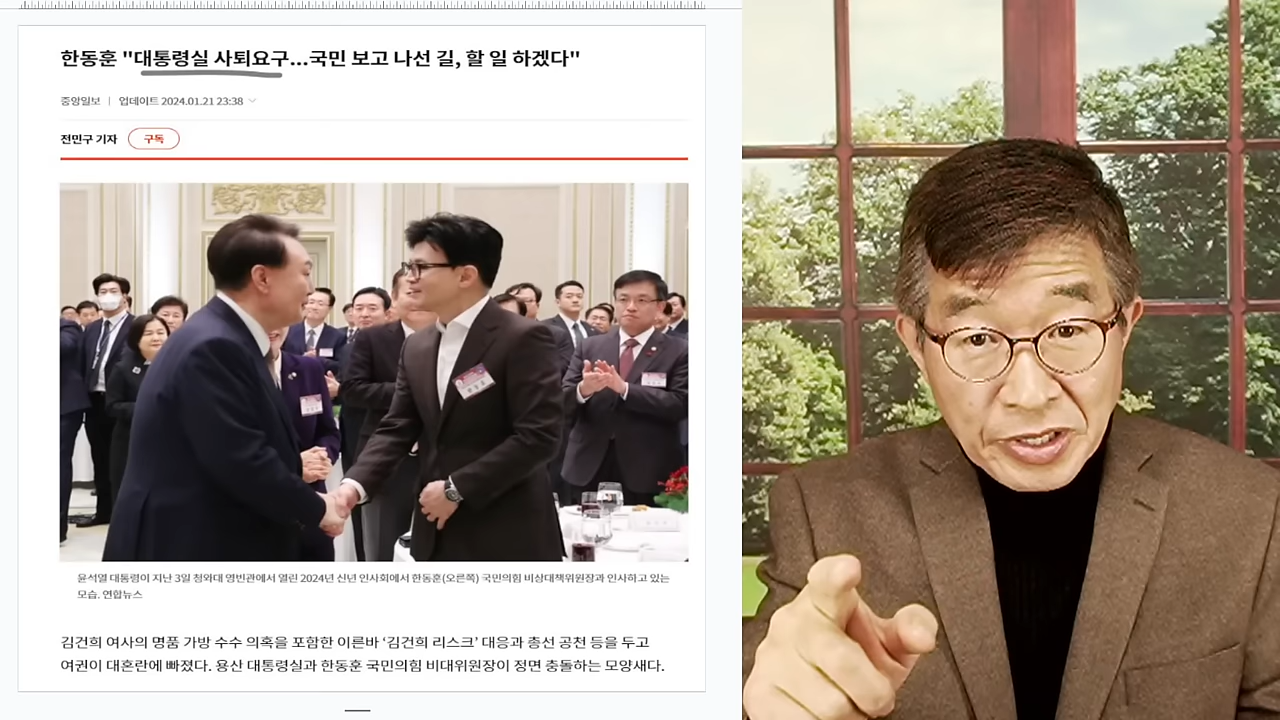 한동훈 "대통령실 사퇴요구...국민 보고 나선 길, 할 일 하겠다"
중앙일보 | 업데이트 2024.01.21 23:38
전민구 기자 구독
윤석열 대통령이 지난 3일 청와대 영빈관에서 열린 2024년 신년 인사회에서 한동훈(오른쪽) 국민의힘 비상대책위원장과 인사하고 있는
모습. 연합뉴스
김건희 여사의 명품 가방 수수 의혹을 포함한 이른바 ‘김건희 리스크’ 대응과 총선 공천 등을 두고
여권이 대혼란에 빠졌다. 용산 대통령실과 한동훈 국민의힘 비대위원장이 정면 충돌하는 모양새다.